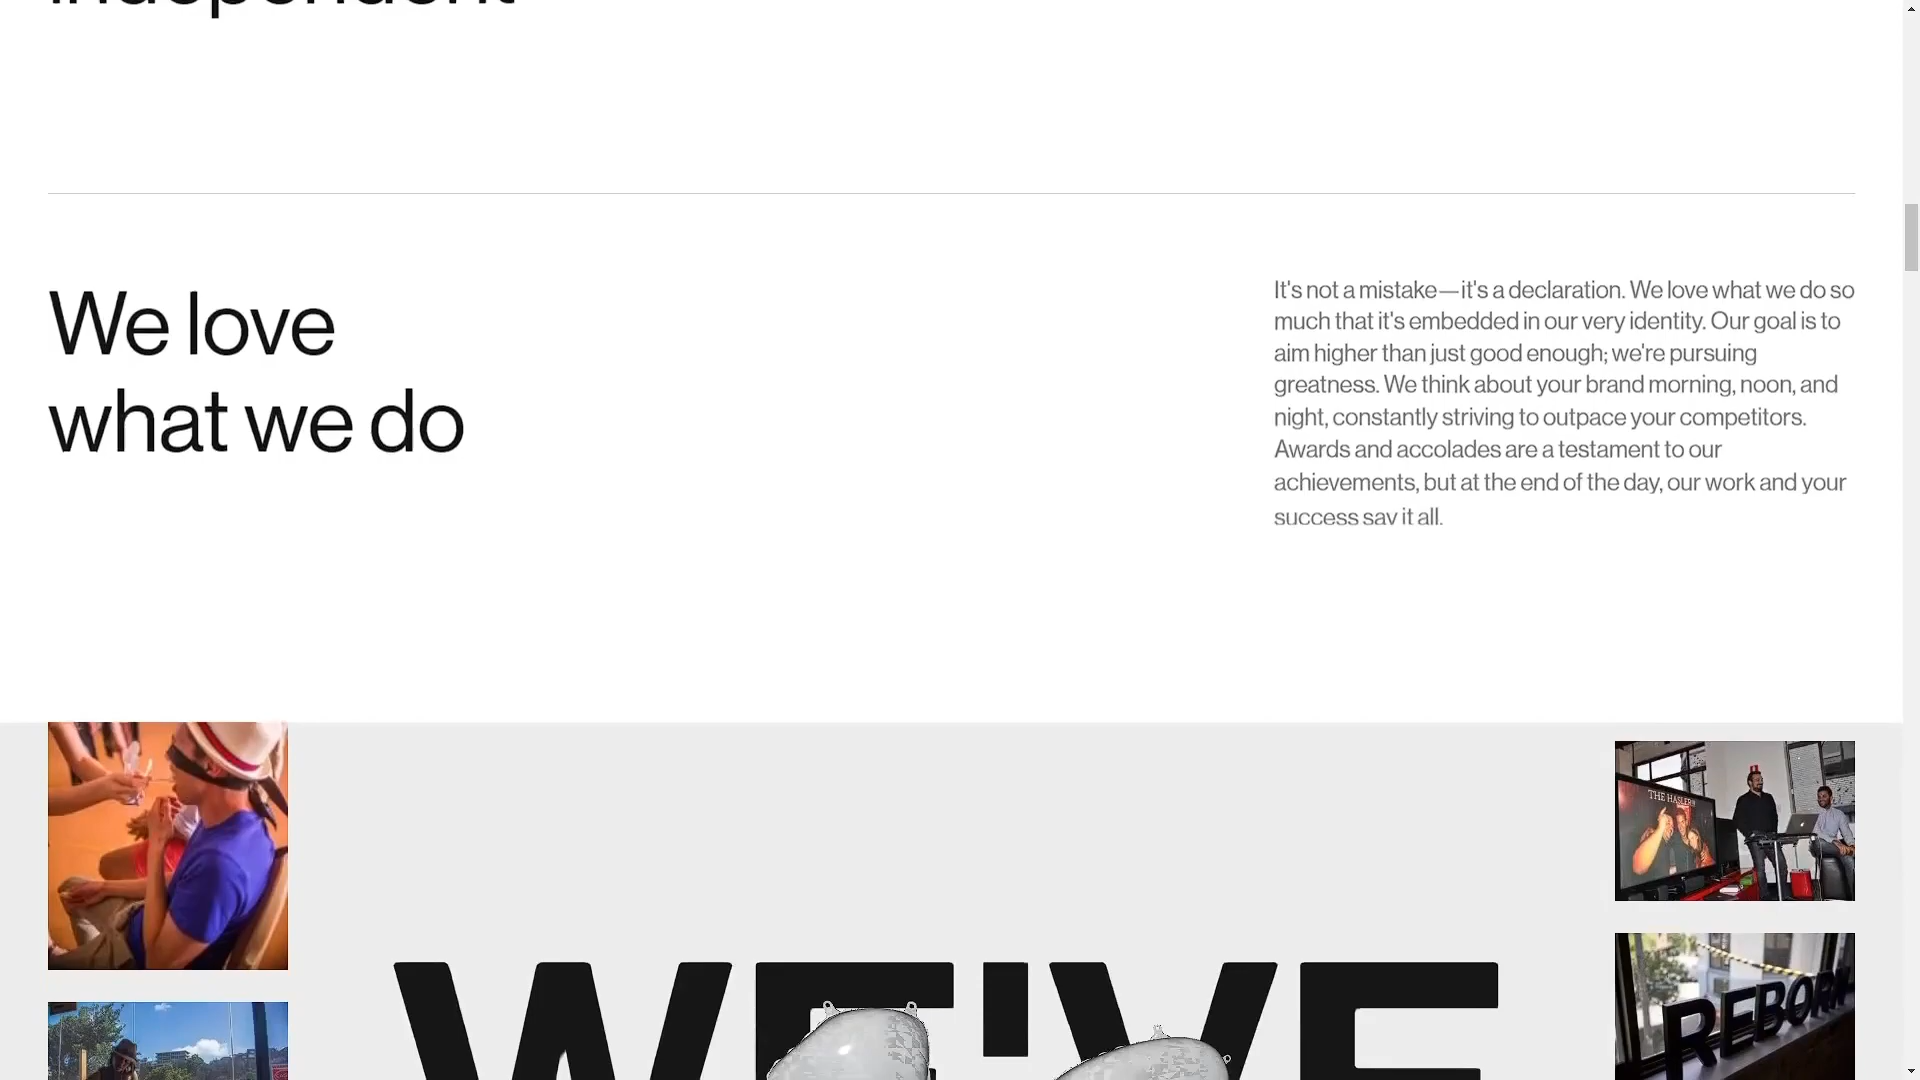 independent
We love
what we do
It's not a mistake—it's a declaration. We love what we do so
much that it's embedded in our very identity. Our goal is to
aim higher than just good enough; we're pursuing
greatness. We think about your brand morning, noon, and
night, constantly striving to outpace your competitors.
Awards and accolades are a testament to our
achievements, but at the end of the day, our work and your
success say it all.
THE HASLER
WE'VE
REBORN